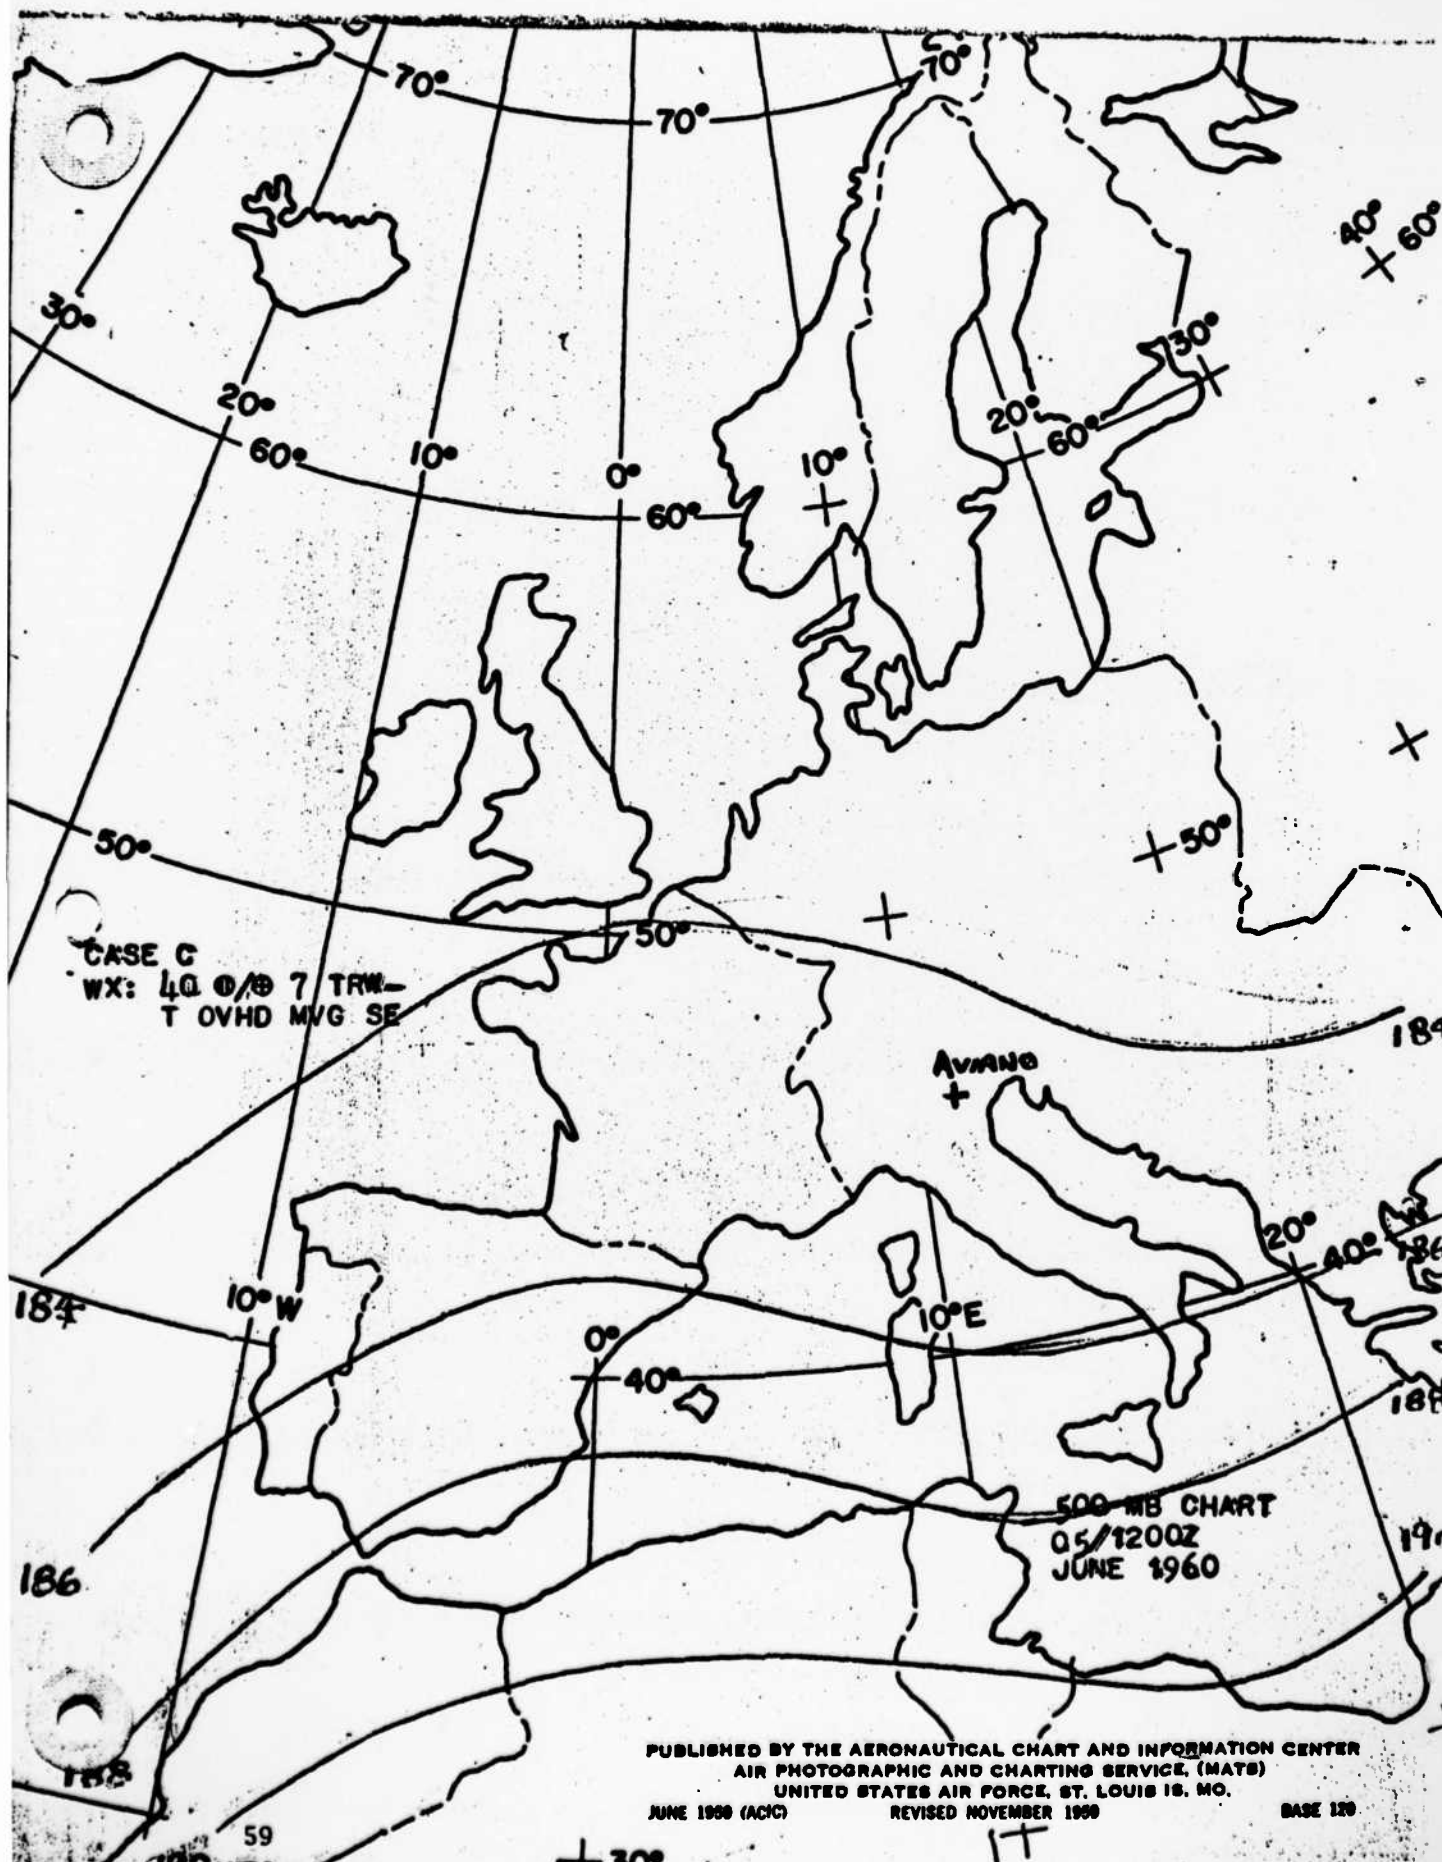 70°
70°
70°
40°
60°
30°
30°
20°
60°
10°
0°
60°
10°
20°
60°
50°
50°
50°
CASE C
WX: 40 ⦶/⊕ 7 TRW-
T OVHD MVG SE
184
AVIANO
20°
40°
184
10° W
0°
10°E
40°
186
500 MB CHART
05/1200Z
JUNE 1960
188
PUBLISHED BY THE AERONAUTICAL CHART AND INFORMATION CENTER
AIR PHOTOGRAPHIC AND CHARTING SERVICE, (MATS)
UNITED STATES AIR FORCE, ST. LOUIS 18, MO.
JUNE 1959 (ACIC) REVISED NOVEMBER 1959 BASE 120
59
30°